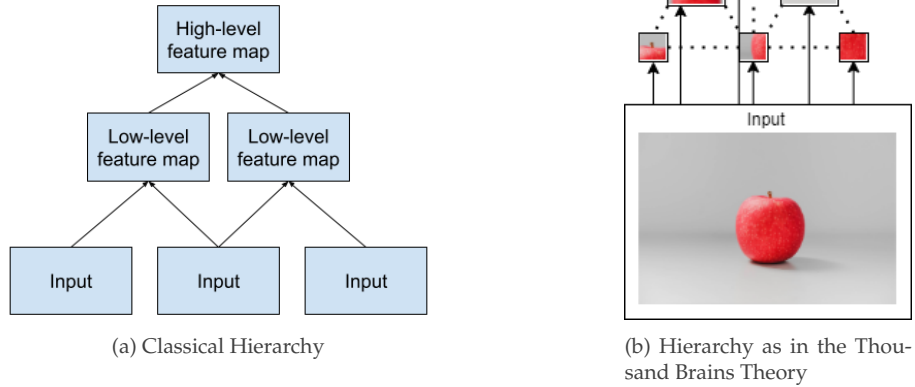 High-level
feature map
Low-level
feature map
Low-level
feature map
Input
Input
Input
(a) Classical Hierarchy
Input
(b) Hierarchy as in the Thou-
sand Brains Theory